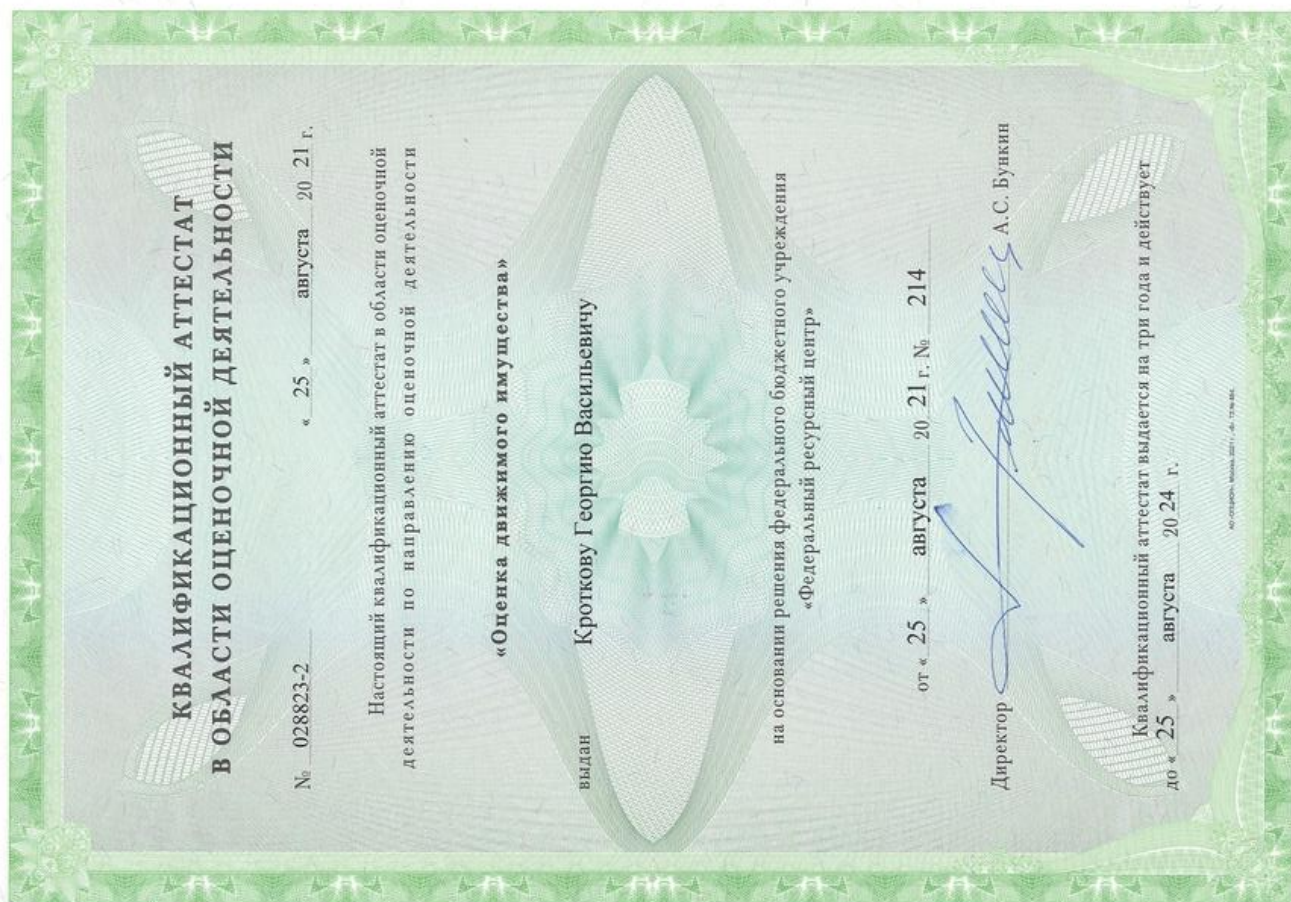 КВАЛИФИКАЦИОННЫЙ АТТЕСТАТ
В ОБЛАСТИ ОЦЕНОЧНОЙ ДЕЯТЕЛЬНОСТИ
№ 028823-2 « 25 » августа 20 21 г.
Настоящий квалификационный аттестат в области оценочной
деятельности по направлению оценочной деятельности
«Оценка движимого имущества»
выдан Кроткову Георгию Васильевичу
на основании решения федерального бюджетного учреждения
«Федеральный ресурсный центр»
от « 25 » августа 20 21 г. № 214
Директор А.С. Бункин
Квалификационный аттестат выдается на три года и действует
до « 25 » августа 20 24 г.